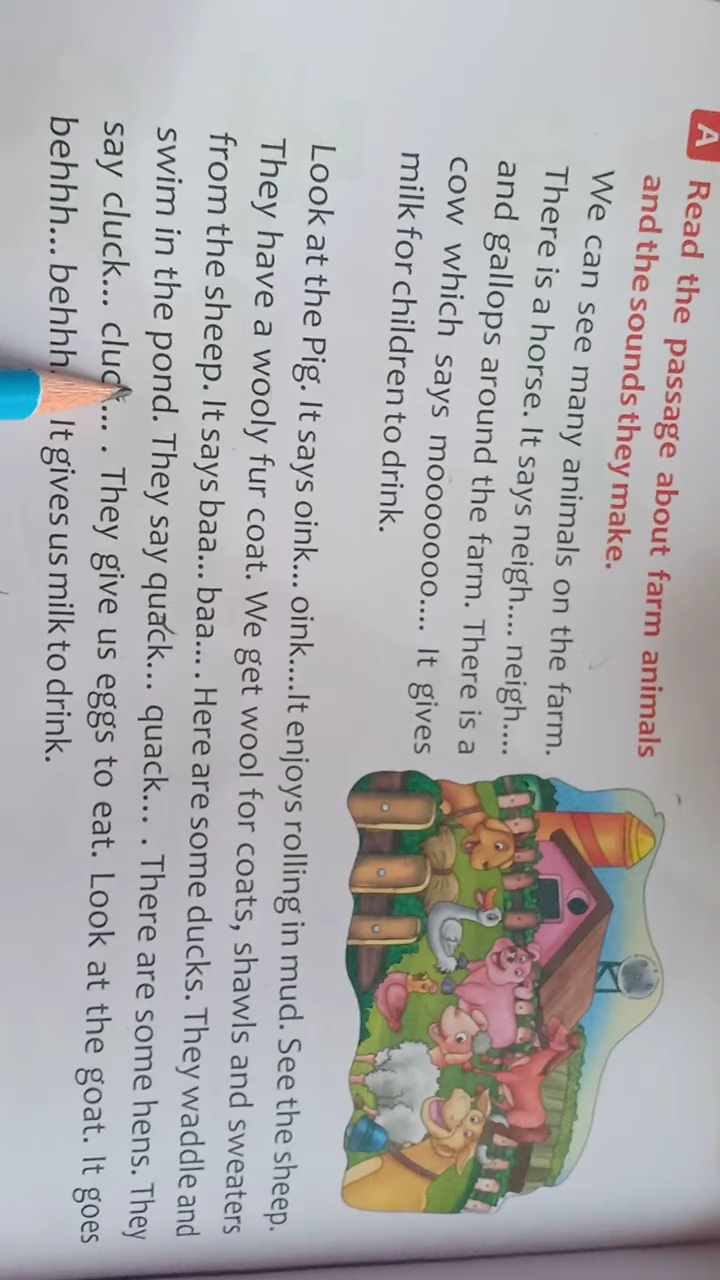 A Read the passage about farm animals
and the sounds they make.
We can see many animals on the farm.
There is a horse. It says neigh.... neigh....
and gallops around the farm. There is a
cow which says mooooooo.... It gives
milk for children to drink.
Look at the Pig. It says oink... oink....It enjoys rolling in mud. See the sheep.
They have a wooly fur coat. We get wool for coats, shawls and sweaters
from the sheep. It says baa... baa... . Here are some ducks. They waddle and
swim in the pond. They say quack... quack... . There are some hens. They
say cluck... cluck... . They give us eggs to eat. Look at the goat. It goes
behhh... behhh. It gives us milk to drink.